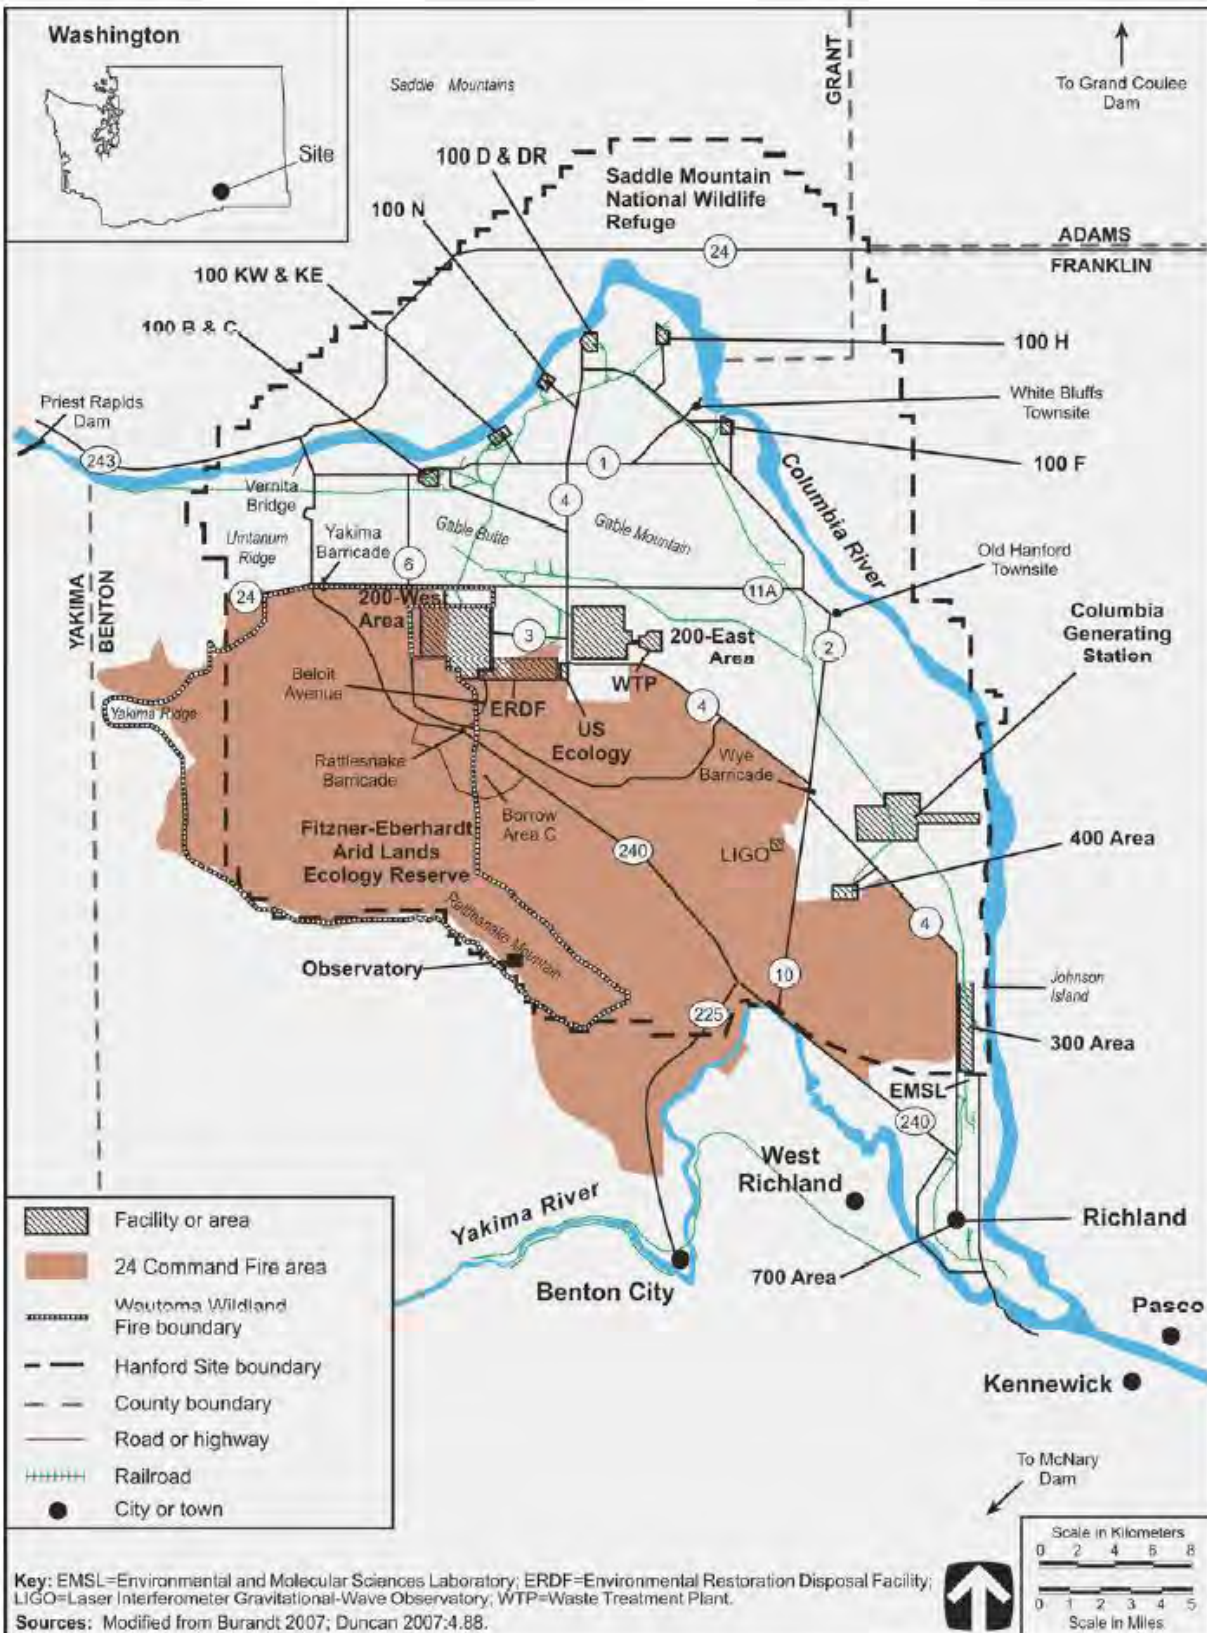 Washington
Site
Saddle Mountains
GRANT
To Grand Coulee
Dam
100 D & DR
Saddle Mountain
National Wildlife
Refuge
100 N
24
ADAMS
FRANKLIN
100 KW & KE
100 B & C
100 H
White Bluffs
Townsite
Priest Rapids
Dam
243
1
100 F
Vernita
Bridge
4
Columbia River
Umtanum
Ridge
Yakima
Barricade
Gable Butte
Gable Mountain
Old Hanford
Townsite
YAKIMA
BENTON
24
6
11A
200-West
Area
3
200-East
Area
2
Columbia
Generating
Station
Beloit
Avenue
ERDF
WTP
4
Yakima Ridge
US
Ecology
Rattlesnake
Barricade
Wye
Barricade
Borrow
Area C
Fitzner-Eberhardt
Arid Lands
Ecology Reserve
240
LIGO
400 Area
Rattlesnake Mountain
4
Observatory
10
Johnson
Island
225
300 Area
EMSL
240
West
Richland
Yakima River
Richland
700 Area
Benton City
Pasco
Kennewick
Facility or area
24 Command Fire area
Wautoma Wildland
Fire boundary
Hanford Site boundary
County boundary
Road or highway
Railroad
City or town
To McNary
Dam
Scale in Kilometers
0 2 4 6 8
0 1 2 3 4 5
Scale in Miles
Key: EMSL=Environmental and Molecular Sciences Laboratory; ERDF=Environmental Restoration Disposal Facility;
LIGO=Laser Interferometer Gravitational-Wave Observatory; WTP=Waste Treatment Plant.
Sources: Modified from Burandt 2007; Duncan 2007:4.88.